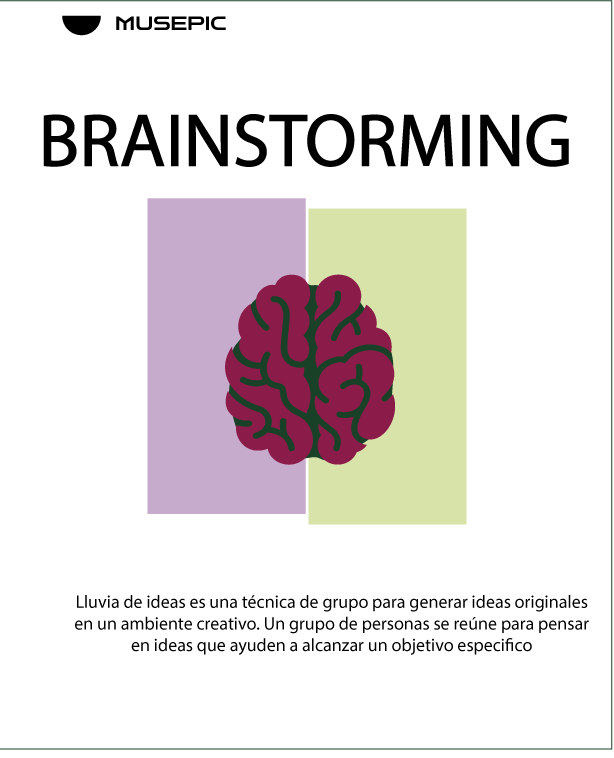 MUSEPIC
BRAINSTORMING
Lluvia de ideas es una técnica de grupo para generar ideas originales
en un ambiente creativo. Un grupo de personas se reúne para pensar
en ideas que ayuden a alcanzar un objetivo especifico